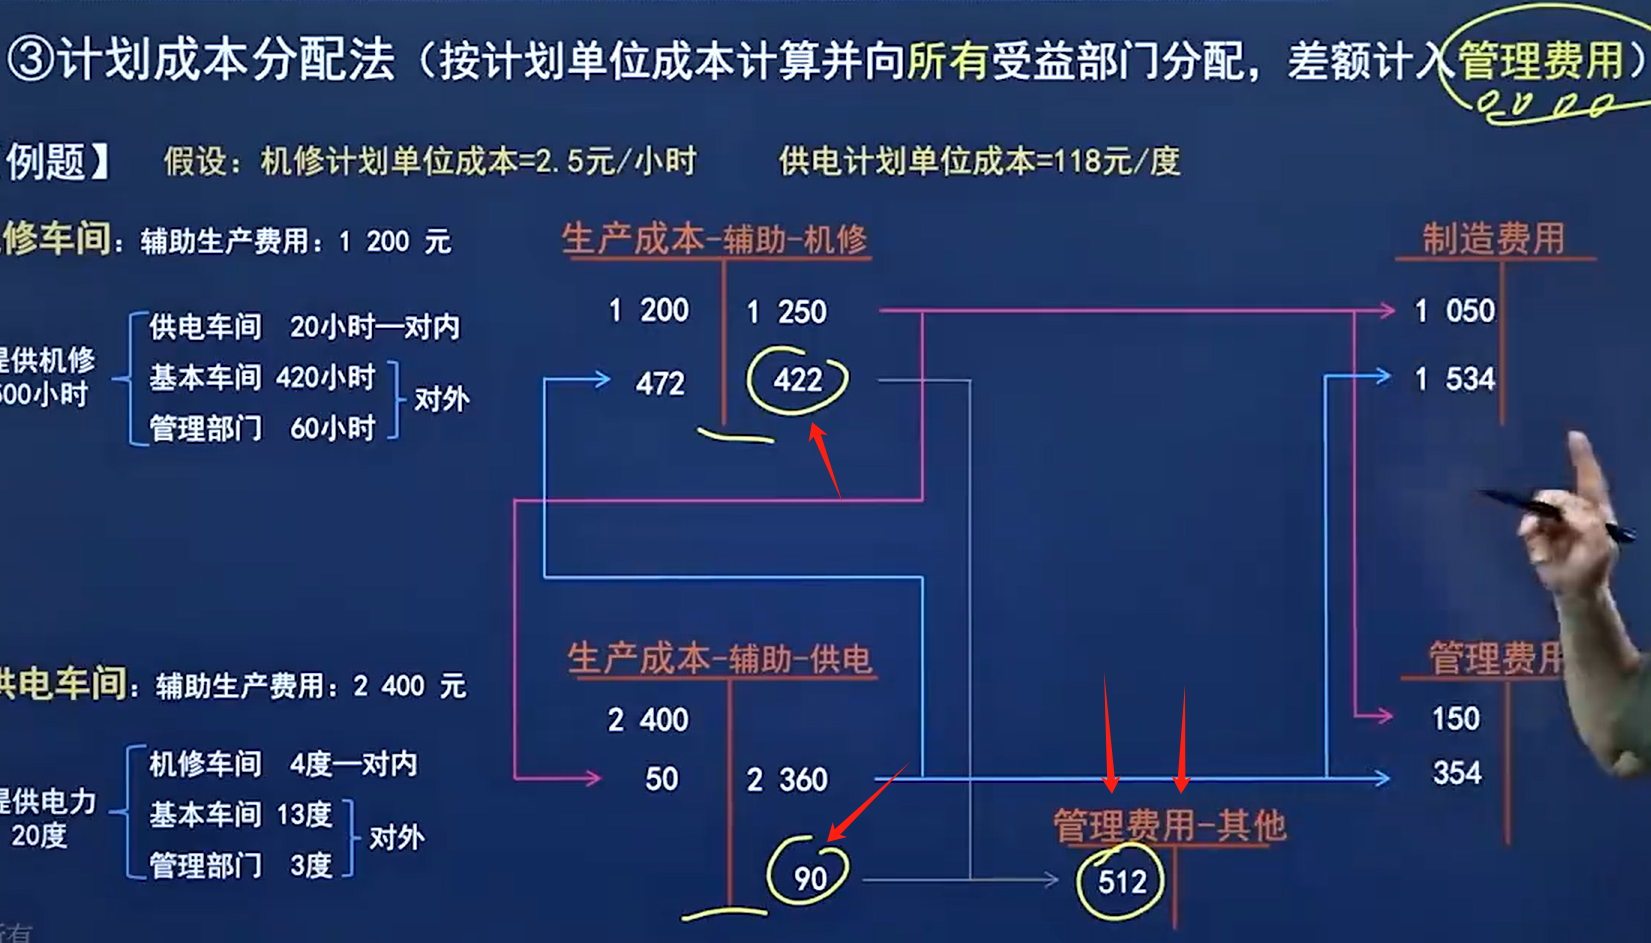 ③计划成本分配法（按计划单位成本计算并向所有受益部门分配，差额计入管理费用）
例题】 假设：机修计划单位成本=2.5元/小时 供电计划单位成本=118元/度
修车间：辅助生产费用：1 200 元
提供机修
500小时
供电车间 20小时—对内
基本车间 420小时
管理部门 60小时
对外
生产成本-辅助-机修
1 200 1 250
472 422
制造费用
1 050
1 534
供电车间：辅助生产费用：2 400 元
提供电力
20度
机修车间 4度—对内
基本车间 13度
管理部门 3度
对外
生产成本-辅助-供电
2 400
50 2 360
90
管理费用-其他
512
管理费用
150
354
所有